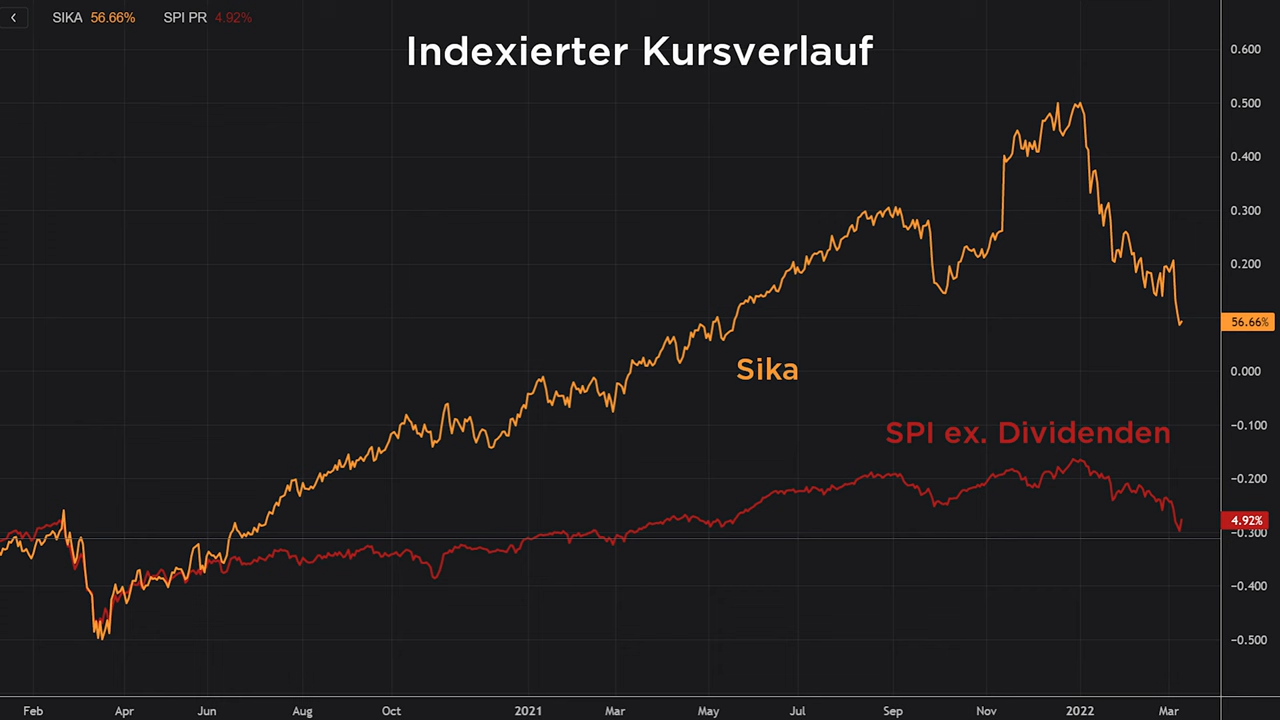 SIKA 56.66% SPI PR 4.92%
Indexierter Kursverlauf
0.600
0.500
0.400
0.300
0.200
56.66%
Sika
0.000
SPI ex. Dividenden
−0.100
−0.200
4.92%
−0.300
−0.400
−0.500
Feb Apr Jun Aug Oct 2021 Mar May Jul Sep Nov 2022 Mar